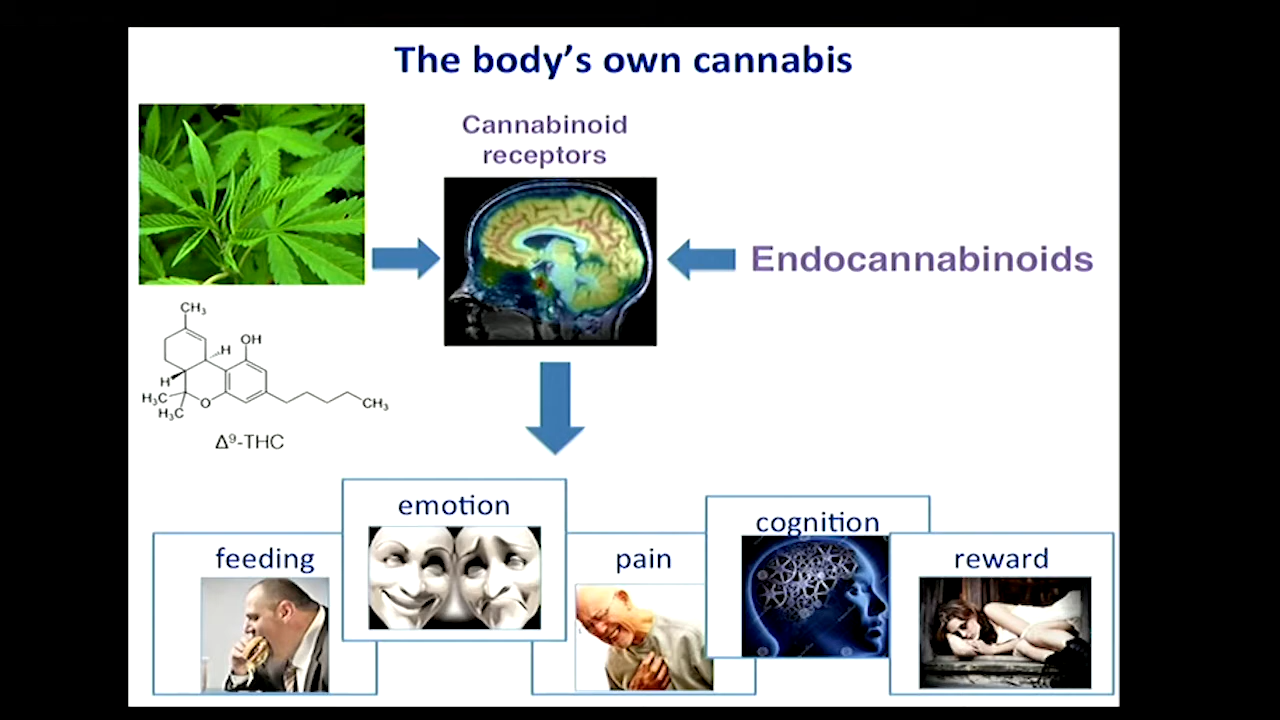 The body's own cannabis
Cannabinoid
receptors
Endocannabinoids
CH₃
OH
H
H
H₃C
H₃C
O
CH₃
Δ⁹-THC
emotion
cognition
feeding
pain
reward